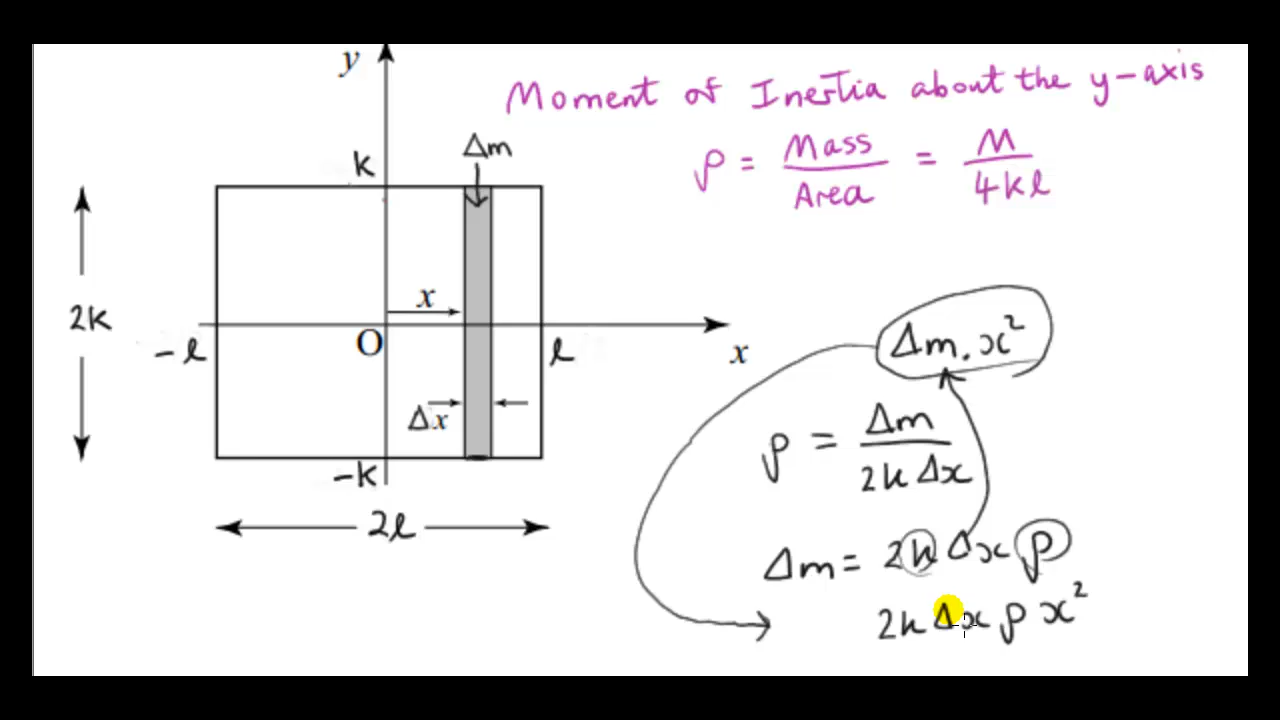 y
Moment of Inertia about the y-axis
ρ = Mass / Area = M / 4kl
k
Δm
2k
x
-l
O
l
x
Δm.x²
Δx
ρ = Δm / 2kΔx
-k
2l
Δm = 2kΔxρ
2kΔxρx²